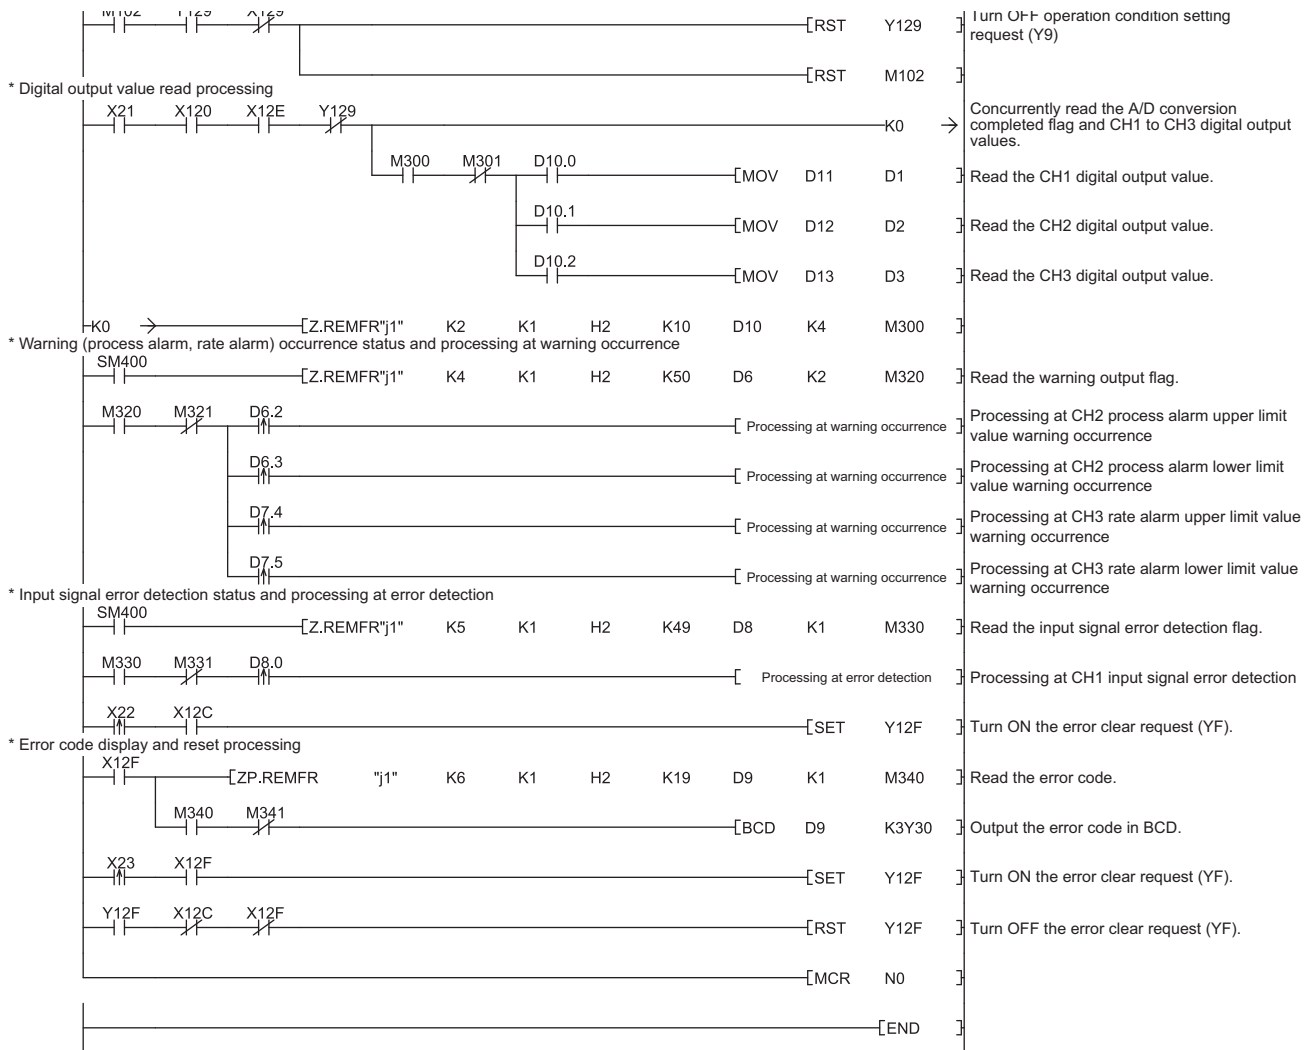 M102 Y129 X129
[RST Y129 ] Turn OFF operation condition setting
request (Y9)
[RST M102 ]
* Digital output value read processing
X21 X120 X12E Y129
K0 → Concurrently read the A/D conversion
completed flag and CH1 to CH3 digital output
values.
M300 M301 D10.0
[MOV D11 D1 ] Read the CH1 digital output value.
D10.1
[MOV D12 D2 ] Read the CH2 digital output value.
D10.2
[MOV D13 D3 ] Read the CH3 digital output value.
K0 → [Z.REMFR "j1" K2 K1 H2 K10 D10 K4 M300 ]
* Warning (process alarm, rate alarm) occurrence status and processing at warning occurrence
SM400
[Z.REMFR "j1" K4 K1 H2 K50 D6 K2 M320 ] Read the warning output flag.
M320 M321 D6.2
[ Processing at warning occurrence ] Processing at CH2 process alarm upper limit
value warning occurrence
D6.3
[ Processing at warning occurrence ] Processing at CH2 process alarm lower limit
value warning occurrence
D7.4
[ Processing at warning occurrence ] Processing at CH3 rate alarm upper limit value
warning occurrence
D7.5
[ Processing at warning occurrence ] Processing at CH3 rate alarm lower limit value
warning occurrence
* Input signal error detection status and processing at error detection
SM400
[Z.REMFR "j1" K5 K1 H2 K49 D8 K1 M330 ] Read the input signal error detection flag.
M330 M331 D8.0
[ Processing at error detection ] Processing at CH1 input signal error detection
X22 X12C
[SET Y12F ] Turn ON the error clear request (YF).
* Error code display and reset processing
X12F
[ZP.REMFR "j1" K6 K1 H2 K19 D9 K1 M340 ] Read the error code.
M340 M341
[BCD D9 K3Y30 ] Output the error code in BCD.
X23 X12F
[SET Y12F ] Turn ON the error clear request (YF).
Y12F X12C X12F
[RST Y12F ] Turn OFF the error clear request (YF).
[MCR N0 ]
[END ]